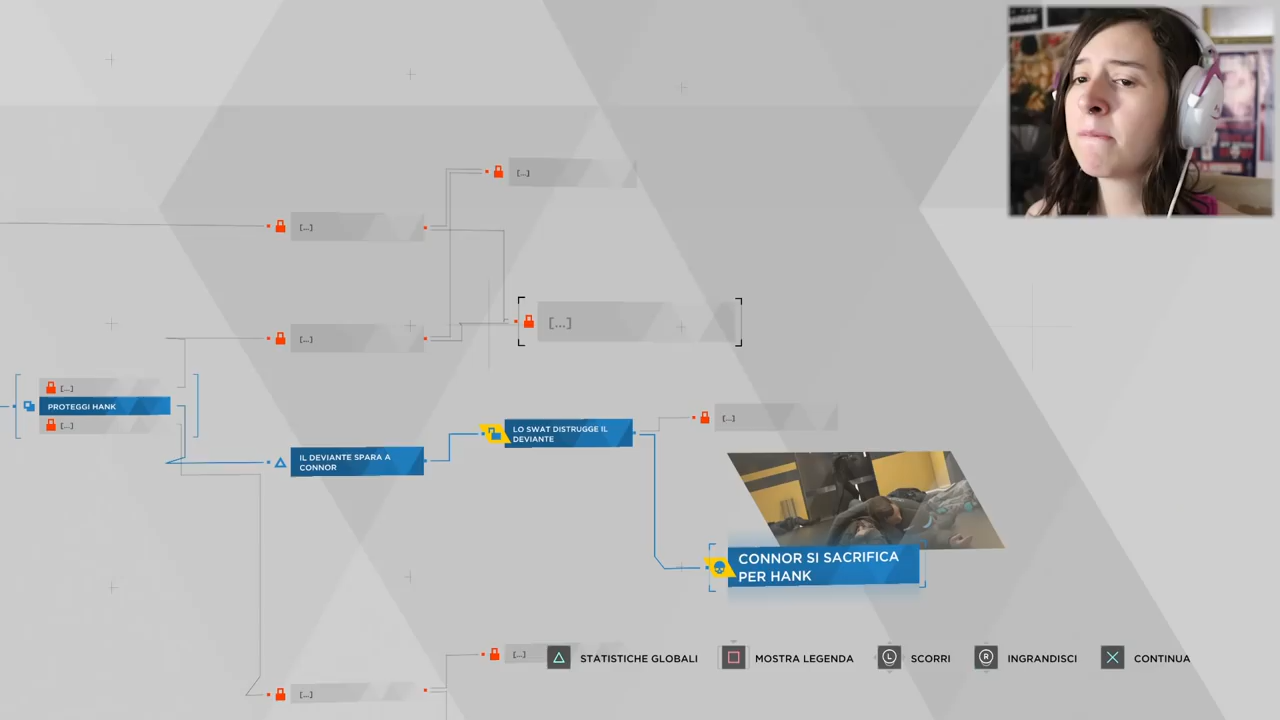 [...]
[...]
[...]
[...]
[...]
PROTEGGI HANK
[...]
[...]
LO SWAT DISTRUGGE IL
DEVIANTE
IL DEVIANTE SPARA A
CONNOR
CONNOR SI SACRIFICA
PER HANK
[...]
[...]
STATISTICHE GLOBALI
MOSTRA LEGENDA
L
SCORRI
R
INGRANDISCI
CONTINUA